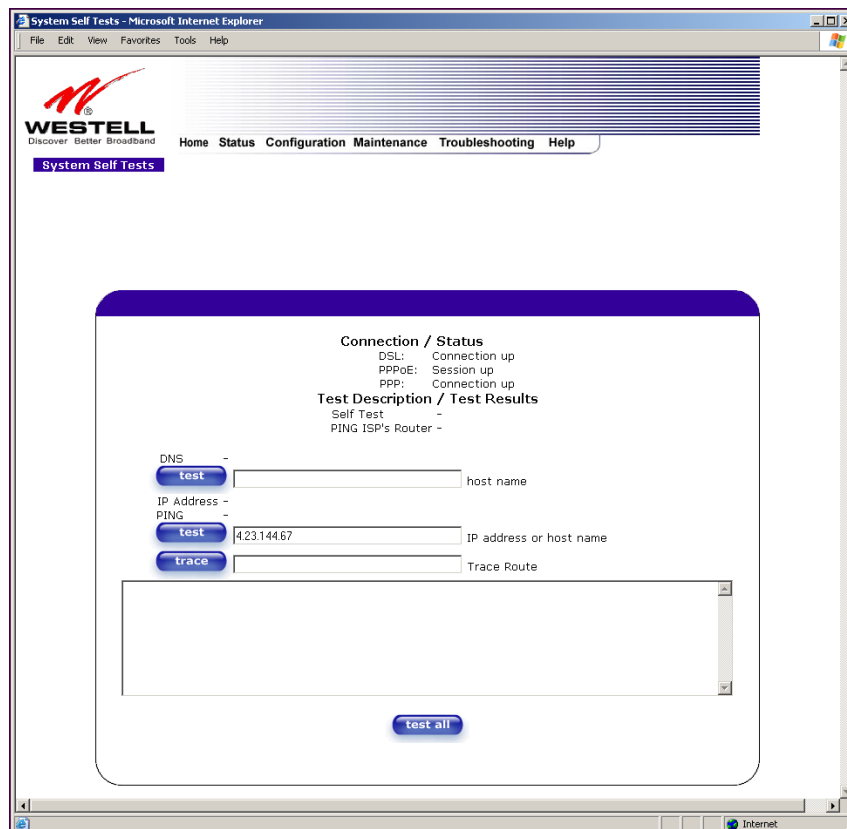 System Self Tests - Microsoft Internet Explorer
File Edit View Favorites Tools Help
WESTELL
®
Discover Better Broadband
Home Status Configuration Maintenance Troubleshooting Help
System Self Tests
Connection / Status
DSL: Connection up
PPPoE: Session up
PPP: Connection up
Test Description / Test Results
Self Test -
PING ISP's Router -
DNS -
test host name
IP Address -
PING -
test 4.23.144.67 IP address or host name
trace Trace Route
test all
Internet